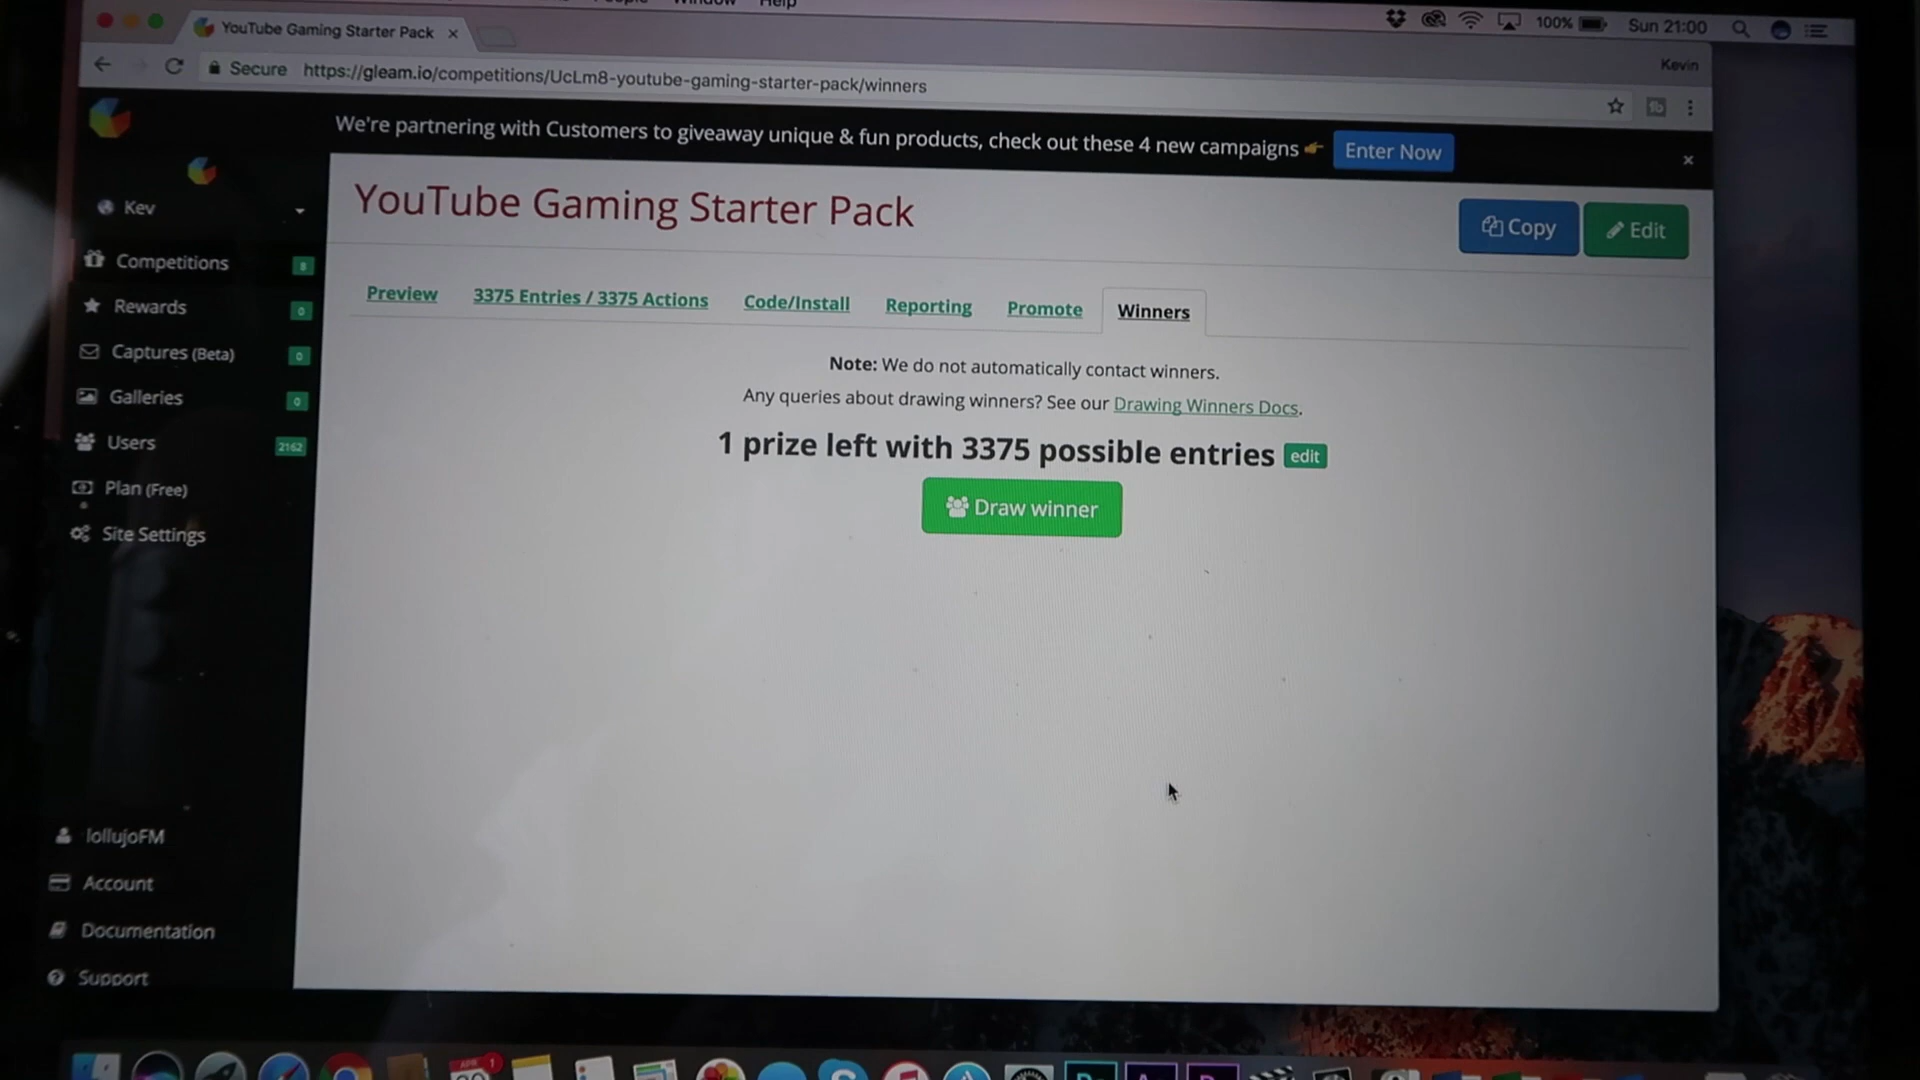 Window Help
100% Sun 21:00
YouTube Gaming Starter Pack
Kevin
Secure https://gleam.io/competitions/UcLm8-youtube-gaming-starter-pack/winners
We're partnering with Customers to giveaway unique & fun products, check out these 4 new campaigns Enter Now
Kev
YouTube Gaming Starter Pack
Copy Edit
Competitions 8
Rewards 0
Captures (Beta) 0
Galleries 0
Users 2162
Plan (Free)
Site Settings
Preview 3375 Entries / 3375 Actions Code/Install Reporting Promote Winners
Note: We do not automatically contact winners.
Any queries about drawing winners? See our Drawing Winners Docs.
1 prize left with 3375 possible entries edit
Draw winner
lollujoFM
Account
Documentation
Support